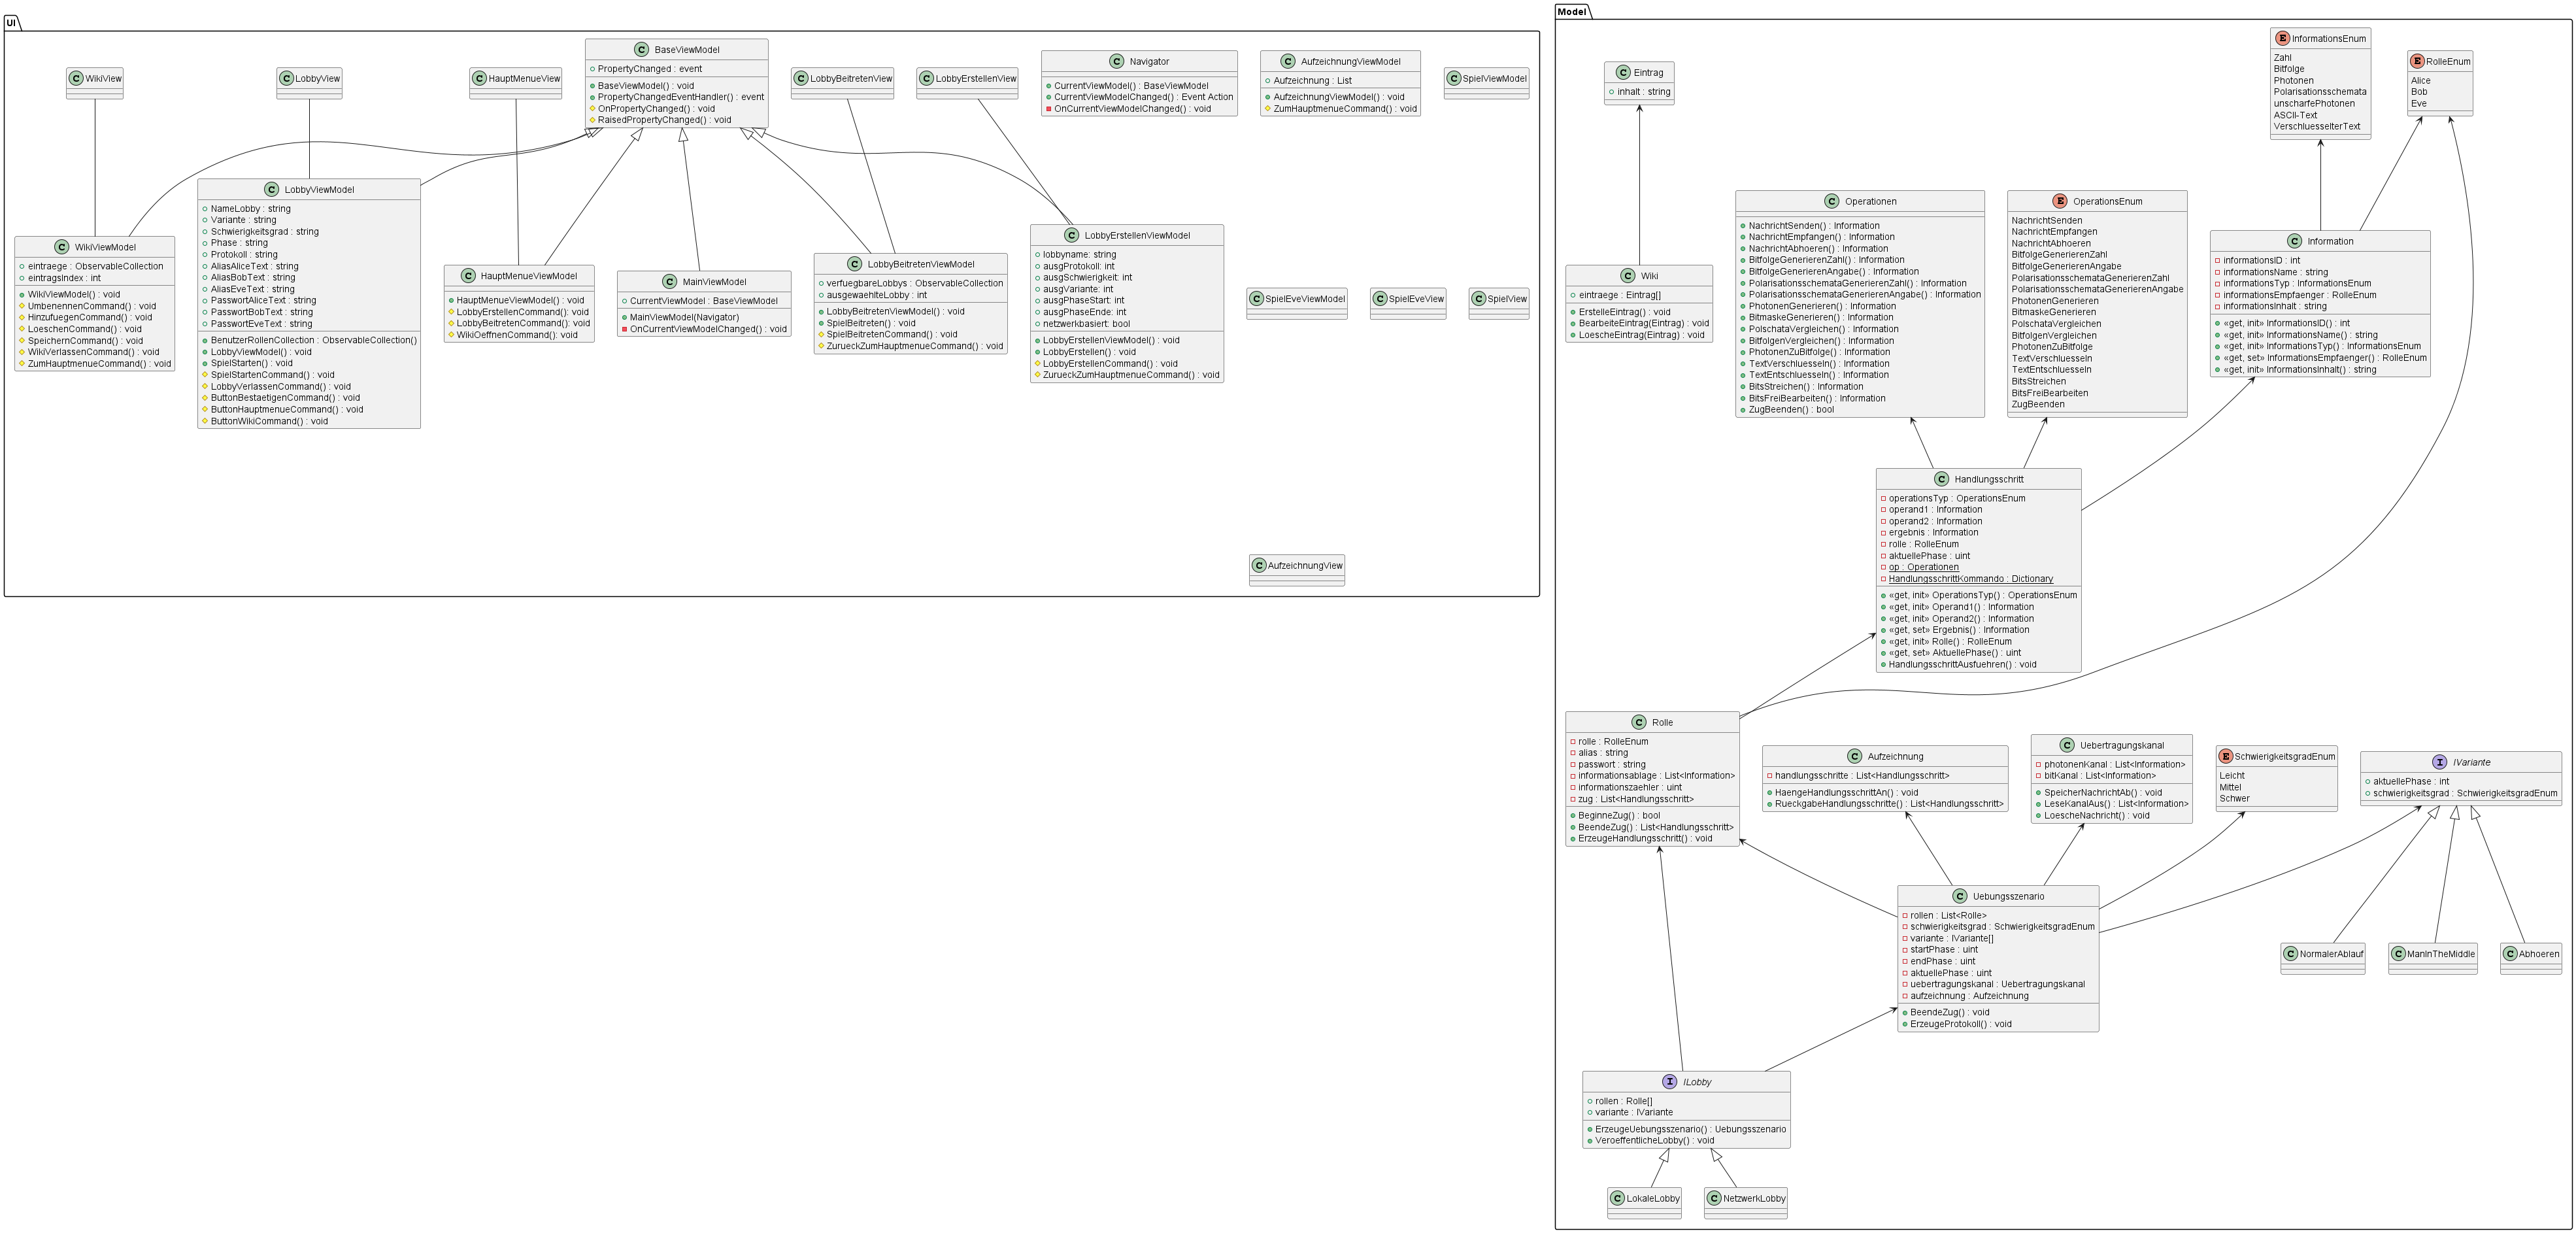 UI
WikiView
LobbyView
HauptMenueView
BaseViewModel
PropertyChanged : event
BaseViewModel() : void
PropertyChangedEventHandler() : event
OnPropertyChanged() : void
RaisedPropertyChanged() : void
LobbyBeitretenView
LobbyErstellenView
Navigator
CurrentViewModel() : BaseViewModel
CurrentViewModelChanged() : Event Action
OnCurrentViewModelChanged() : void
AufzeichnungViewModel
Aufzeichnung : List
AufzeichnungViewModel() : void
ZumHauptmenueCommand() : void
SpielViewModel
WikiViewModel
eintraege : ObservableCollection
eintragsIndex : int
WikiViewModel() : void
UmbenennenCommand() : void
HinzufuegenCommand() : void
LoeschenCommand() : void
SpeichernCommand() : void
WikiVerlassenCommand() : void
ZumHauptmenueCommand() : void
LobbyViewModel
NameLobby : string
Variante : string
Schwierigkeitsgrad : string
Phase : string
Protokoll : string
AliasAliceText : string
AliasBobText : string
AliasEveText : string
PasswortAliceText : string
PasswortBobText : string
PasswortEveText : string
BenutzerRollenCollection : ObservableCollection()
LobbyViewModel() : void
SpielStarten() : void
SpielStartenCommand() : void
LobbyVerlassenCommand() : void
ButtonBestaetigenCommand() : void
ButtonHauptmenueCommand() : void
ButtonWikiCommand() : void
HauptMenueViewModel
HauptMenueViewModel() : void
LobbyErstellenCommand(): void
LobbyBeitretenCommand(): void
WikiOeffnenCommand(): void
MainViewModel
CurrentViewModel : BaseViewModel
MainViewModel(Navigator)
OnCurrentViewModelChanged() : void
LobbyBeitretenViewModel
verfuegbareLobbys : ObservableCollection
ausgewaehlteLobby : int
LobbyBeitretenViewModel() : void
SpielBeitreten() : void
SpielBeitretenCommand() : void
ZurueckZumHauptmenueCommand() : void
LobbyErstellenViewModel
lobbyname: string
ausgProtokoll: int
ausgSchwierigkeit: int
ausgVariante: int
ausgPhaseStart: int
ausgPhaseEnde: int
netzwerkbasiert: bool
LobbyErstellenViewModel() : void
LobbyErstellen() : void
LobbyErstellenCommand() : void
ZurueckZumHauptmenueCommand() : void
SpielEveViewModel
SpielEveView
SpielView
AufzeichnungView
Model
Eintrag
inhalt : string
InformationsEnum
Zahl
Bitfolge
Photonen
Polarisationsschemata
unscharfePhotonen
ASCII-Text
VerschluesselterText
RolleEnum
Alice
Bob
Eve
Wiki
eintraege : Eintrag[]
ErstelleEintrag() : void
BearbeiteEintrag(Eintrag) : void
LoescheEintrag(Eintrag) : void
Operationen
NachrichtSenden() : Information
NachrichtEmpfangen() : Information
NachrichtAbhoeren() : Information
BitfolgeGenerierenZahl() : Information
BitfolgeGenerierenAngabe() : Information
PolarisationsschemataGenerierenZahl() : Information
PolarisationsschemataGenerierenAngabe() : Information
PhotonenGenerieren() : Information
BitmaskeGenerieren() : Information
PolschataVergleichen() : Information
BitfolgenVergleichen() : Information
PhotonenZuBitfolge() : Information
TextVerschluesseln() : Information
TextEntschluesseln() : Information
BitsStreichen() : Information
BitsFreiBearbeiten() : Information
ZugBeenden() : bool
OperationsEnum
NachrichtSenden
NachrichtEmpfangen
NachrichtAbhoeren
BitfolgeGenerierenZahl
BitfolgeGenerierenAngabe
PolarisationsschemataGenerierenZahl
PolarisationsschemataGenerierenAngabe
PhotonenGenerieren
BitmaskeGenerieren
PolschataVergleichen
BitfolgenVergleichen
PhotonenZuBitfolge
TextVerschluesseln
TextEntschluesseln
BitsStreichen
BitsFreiBearbeiten
ZugBeenden
Information
informationsID : int
informationsName : string
informationsTyp : InformationsEnum
informationsEmpfaenger : RolleEnum
informationsInhalt : string
«get, init» InformationsID() : int
«get, init» InformationsName() : string
«get, init» InformationsTyp() : InformationsEnum
«get, set» InformationsEmpfaenger() : RolleEnum
«get, init» InformationsInhalt() : string
Handlungsschritt
operationsTyp : OperationsEnum
operand1 : Information
operand2 : Information
ergebnis : Information
rolle : RolleEnum
aktuellePhase : uint
op : Operationen
HandlungsschrittKommando : Dictionary
«get, init» OperationsTyp() : OperationsEnum
«get, init» Operand1() : Information
«get, init» Operand2() : Information
«get, set» Ergebnis() : Information
«get, init» Rolle() : RolleEnum
«get, set» AktuellePhase() : uint
HandlungsschrittAusfuehren() : void
Rolle
rolle : RolleEnum
alias : string
passwort : string
informationsablage : List<Information>
informationszaehler : uint
zug : List<Handlungsschritt>
BeginneZug() : bool
BeendeZug() : List<Handlungsschritt>
ErzeugeHandlungsschritt() : void
Aufzeichnung
handlungsschritte : List<Handlungsschritt>
HaengeHandlungsschrittAn() : void
RueckgabeHandlungsschritte() : List<Handlungsschritt>
Uebertragungskanal
photonenKanal : List<Information>
bitKanal : List<Information>
SpeicherNachrichtAb() : void
LeseKanalAus() : List<Information>
LoescheNachricht() : void
SchwierigkeitsgradEnum
Leicht
Mittel
Schwer
IVariante
aktuellePhase : int
schwierigkeitsgrad : SchwierigkeitsgradEnum
Uebungsszenario
rollen : List<Rolle>
schwierigkeitsgrad : SchwierigkeitsgradEnum
variante : IVariante[]
startPhase : uint
endPhase : uint
aktuellePhase : uint
uebertragungskanal : Uebertragungskanal
aufzeichnung : Aufzeichnung
BeendeZug() : void
ErzeugeProtokoll() : void
NormalerAblauf
ManInTheMiddle
Abhoeren
ILobby
rollen : Rolle[]
variante : IVariante
ErzeugeUebungsszenario() : Uebungsszenario
VeroeffentlicheLobby() : void
LokaleLobby
NetzwerkLobby